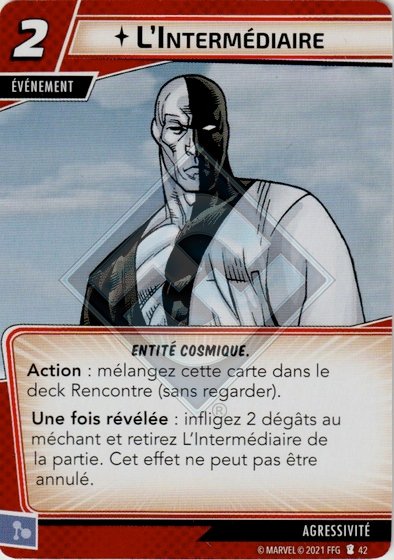 2
L'Intermédiaire
ÉVÉNEMENT
ENTITÉ COSMIQUE.
Action : mélangez cette carte dans le
deck Rencontre (sans regarder).
Une fois révélée : infligez 2 dégâts au
méchant et retirez L'Intermédiaire de
la partie. Cet effet ne peut pas être
annulé.
®
AGRESSIVITÉ
© MARVEL © 2021 FFG 42